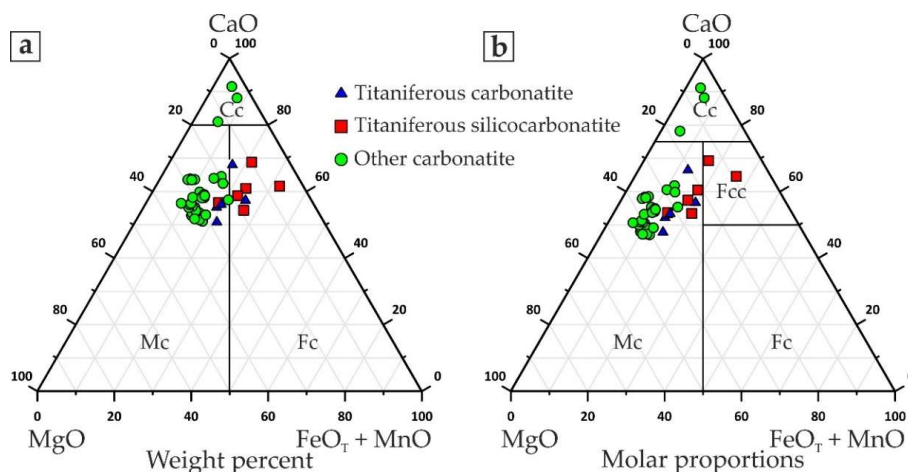 a
CaO
0 100
20
80
Cc
40
60
60
40
80
20
Mc
Fc
100
0
0 20 40 60 80 100
MgO
FeOT + MnO
Weight percent
Titaniferous carbonatite
Titaniferous silicocarbonatite
Other carbonatite
b
CaO
0 100
20
80
Cc
40
60
Fcc
60
40
80
20
Mc
Fc
100
0 20 40 60 80 100
MgO
FeOT + MnO
Molar proportions